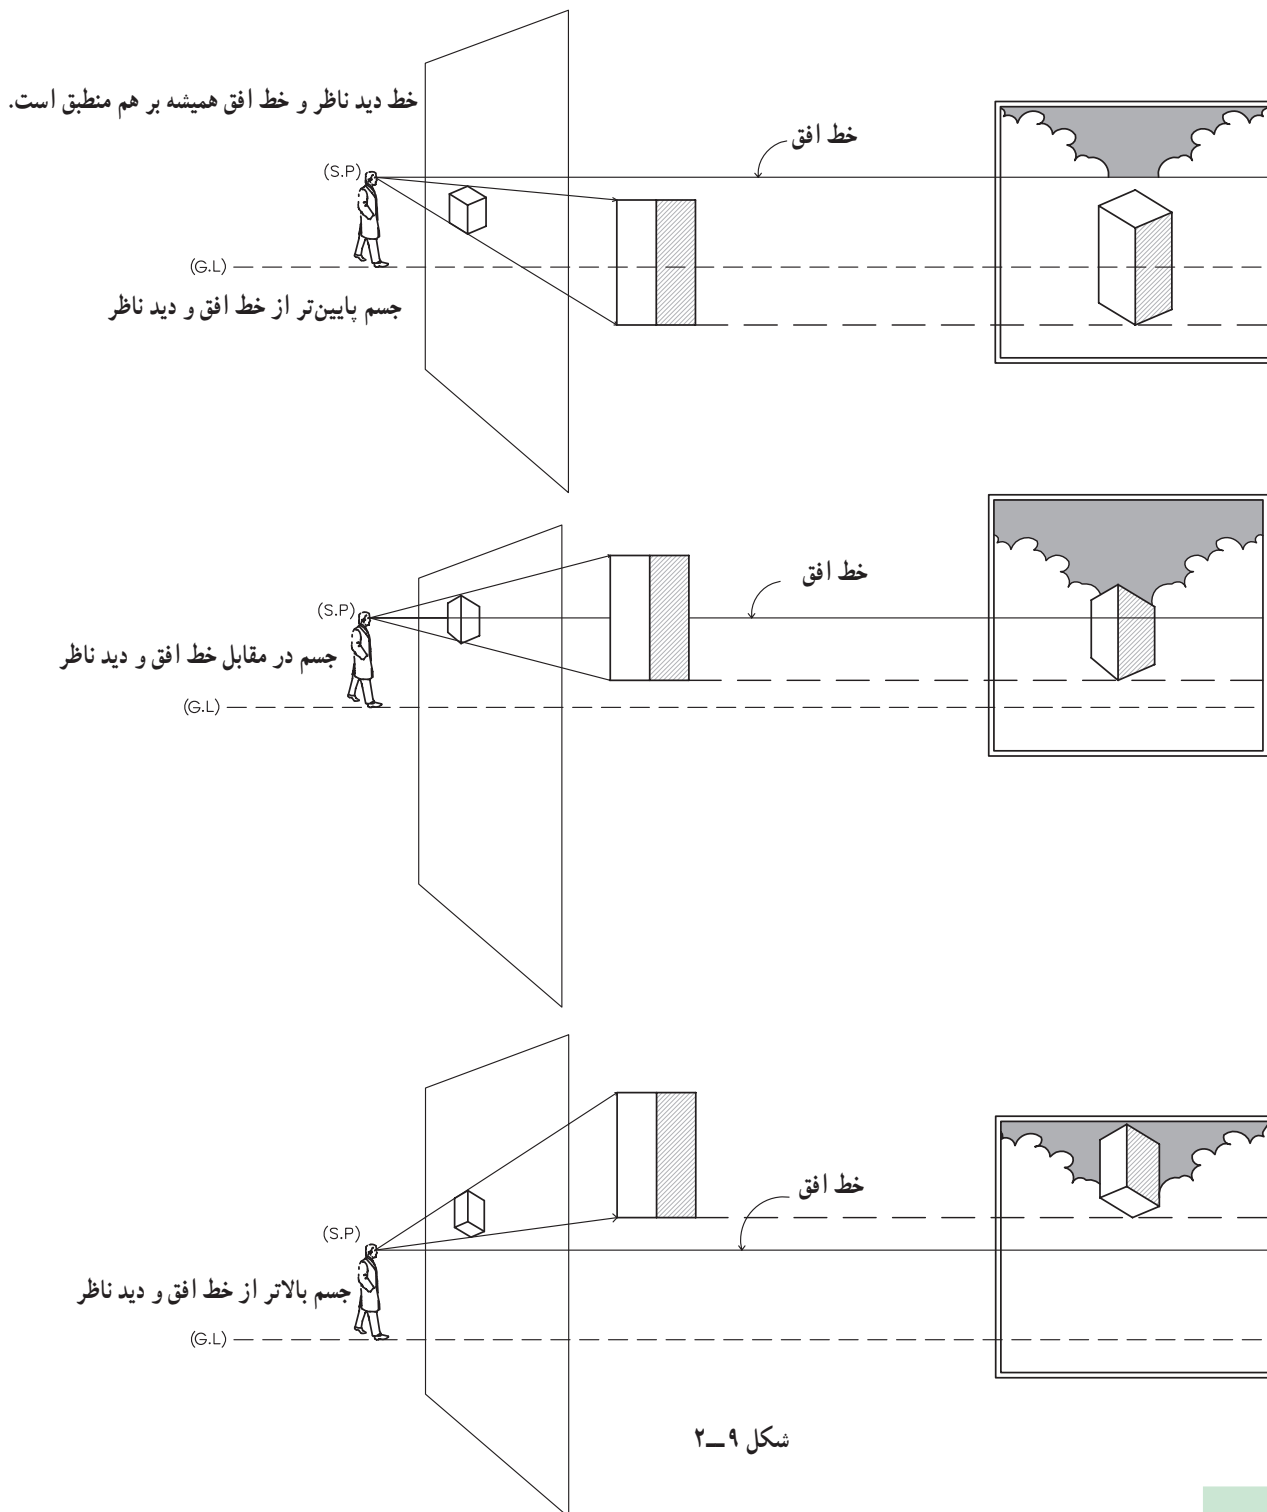 خط دید ناظر و خط افق همیشه بر هم منطبق است.
خط افق
(S.P)
(G.L)
جسم پایین‌تر از خط افق و دید ناظر
خط افق
(S.P)
جسم در مقابل خط افق و دید ناظر
(G.L)
خط افق
(S.P)
جسم بالاتر از خط افق و دید ناظر
(G.L)
شکل ۹ــ۲